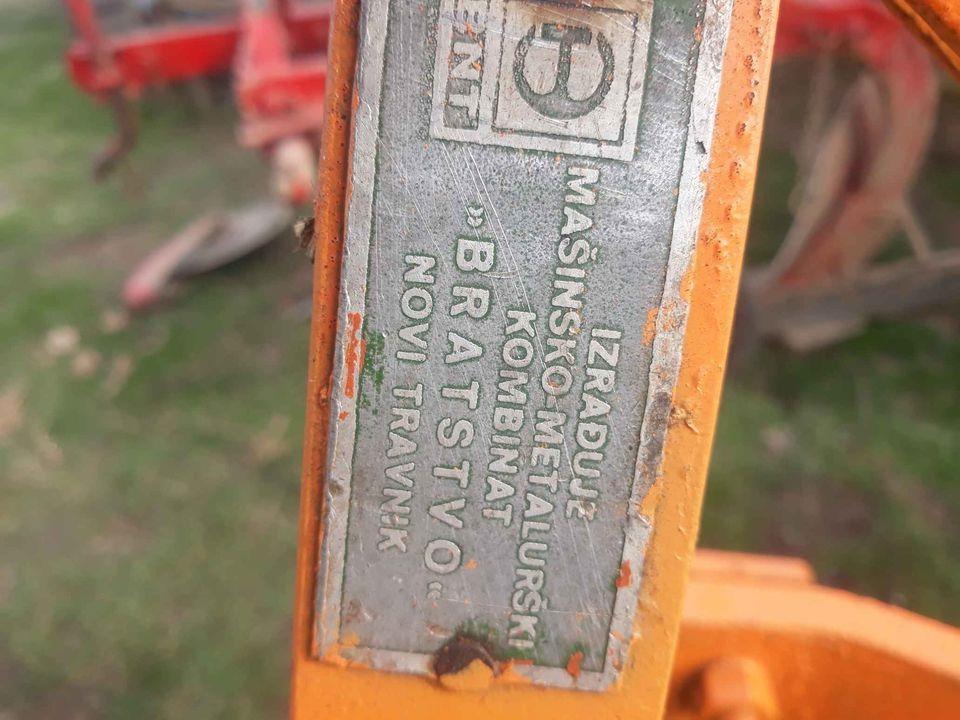 IZRAĐUJE
MAŠINSKO METALURŠKI
KOMBINAT
»BRATSTVO«
NOVI TRAVNIK